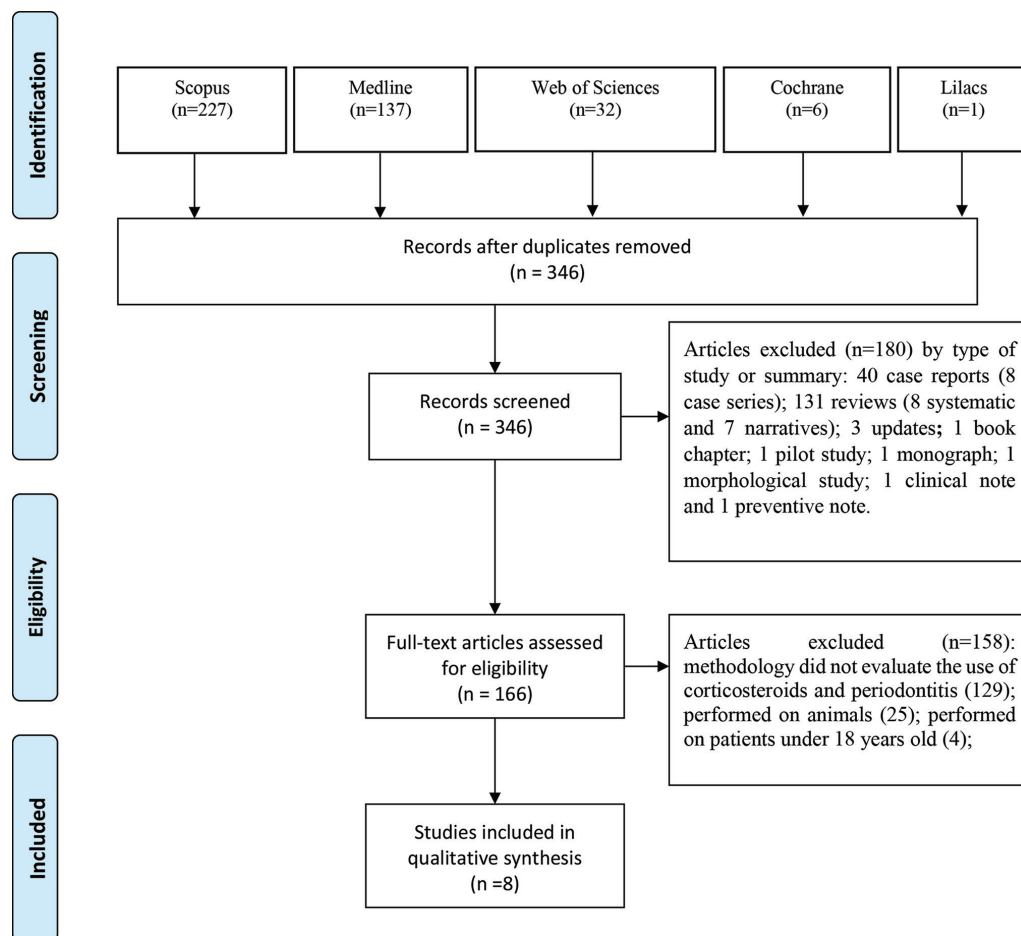 Identification
Scopus
(n=227)
Medline
(n=137)
Web of Sciences
(n=32)
Cochrane
(n=6)
Lilacs
(n=1)
Records after duplicates removed
(n = 346)
Screening
Records screened
(n = 346)
Articles excluded (n=180) by type of
study or summary: 40 case reports (8
case series); 131 reviews (8 systematic
and 7 narratives); 3 updates; 1 book
chapter; 1 pilot study; 1 monograph; 1
morphological study; 1 clinical note
and 1 preventive note.
Eligibility
Full-text articles assessed
for eligibility
(n = 166)
Articles excluded (n=158):
methodology did not evaluate the use of
corticosteroids and periodontitis (129);
performed on animals (25); performed
on patients under 18 years old (4);
Included
Studies included in
qualitative synthesis
(n =8)